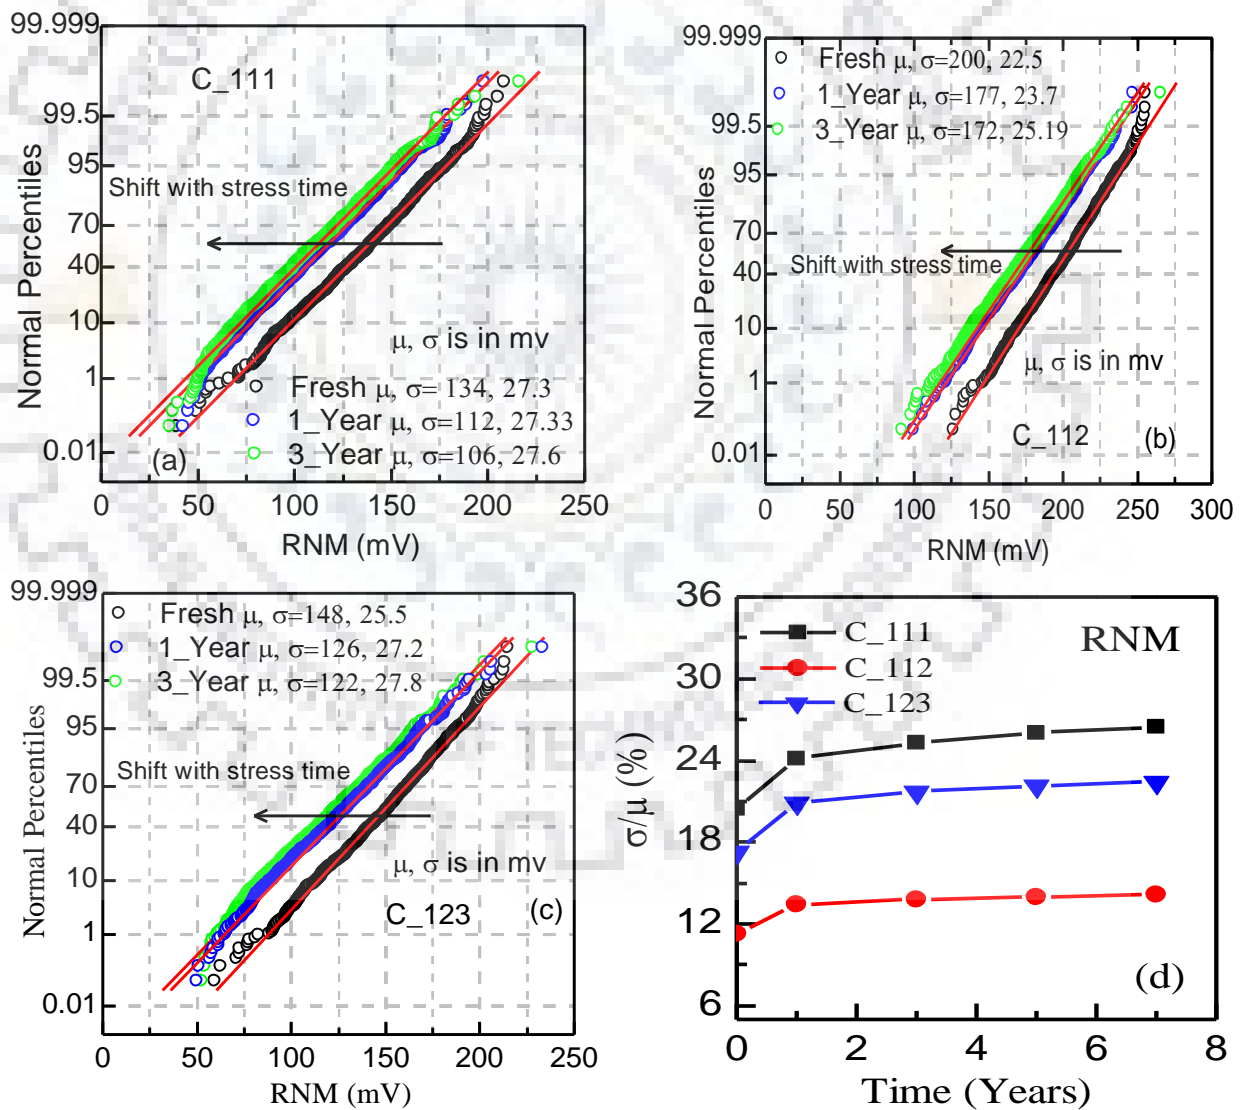 99.999
99.5
95
70
40
10
1
0.01
Normal Percentiles
C_111
Shift with stress time
μ, σ is in mv
Fresh μ, σ= 134, 27.3
1_Year μ, σ=112, 27.33
3_Year μ, σ=106, 27.6
(a)
0 50 100 150 200 250
RNM (mV)
99.999
99.5
95
70
40
10
1
0.01
Normal Percentiles
Fresh μ, σ=200, 22.5
1_Year μ, σ=177, 23.7
3_Year μ, σ=172, 25.19
Shift with stress time
μ, σ is in mv
C_112
(b)
0 50 100 150 200 250 300
RNM (mV)
99.999
99.5
95
70
40
10
1
0.01
Normal Percentiles
Fresh μ, σ=148, 25.5
1_Year μ, σ=126, 27.2
3_Year μ, σ=122, 27.8
Shift with stress time
μ, σ is in mv
C_123
(c)
0 50 100 150 200 250
RNM (mV)
36
30
24
18
12
6
σ/μ (%)
C_111
C_112
C_123
RNM
(d)
0 2 4 6 8
Time (Years)